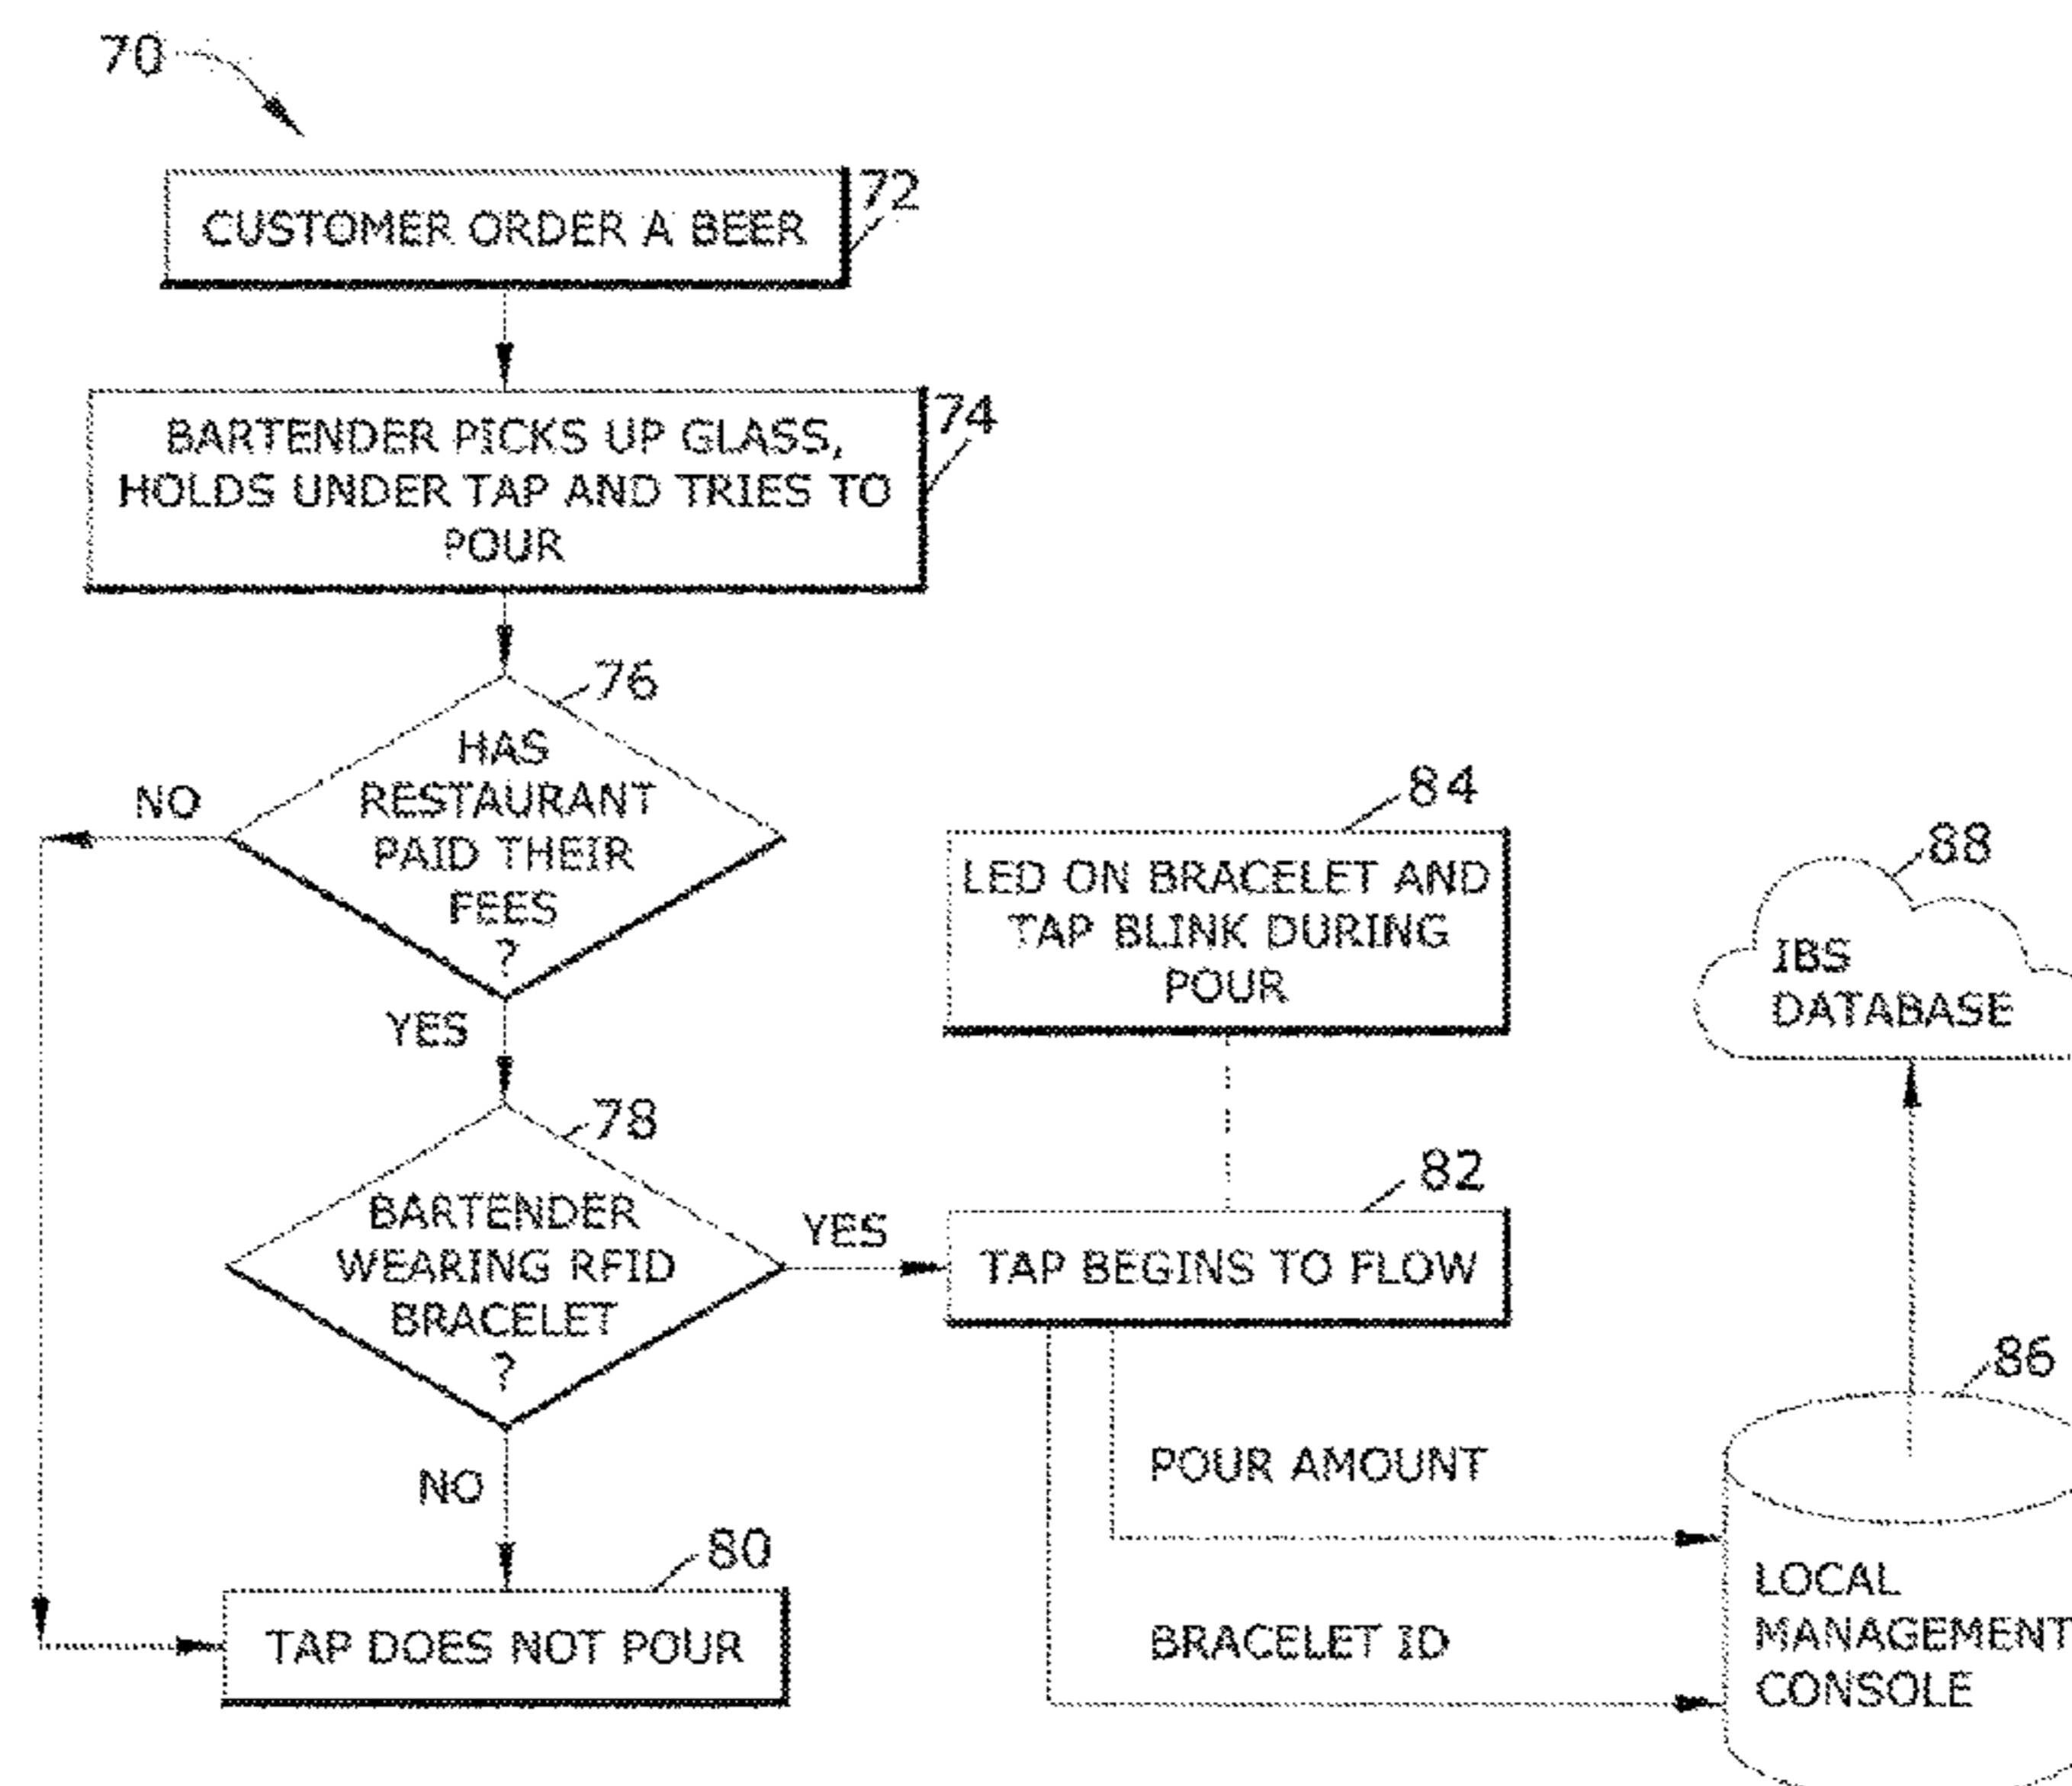 70
CUSTOMER ORDER A BEER
72
BARTENDER PICKS UP GLASS,
HOLDS UNDER TAP AND TRIES TO
POUR
74
76
HAS
RESTAURANT
PAID THEIR
FEES
?
NO
YES
78
BARTENDER
WEARING RFID
BRACELET
?
YES
NO
80
TAP DOES NOT POUR
84
LED ON BRACELET AND
TAP BLINK DURING
POUR
82
TAP BEGINS TO FLOW
POUR AMOUNT
BRACELET ID
88
IBS
DATABASE
86
LOCAL
MANAGEMENT
CONSOLE